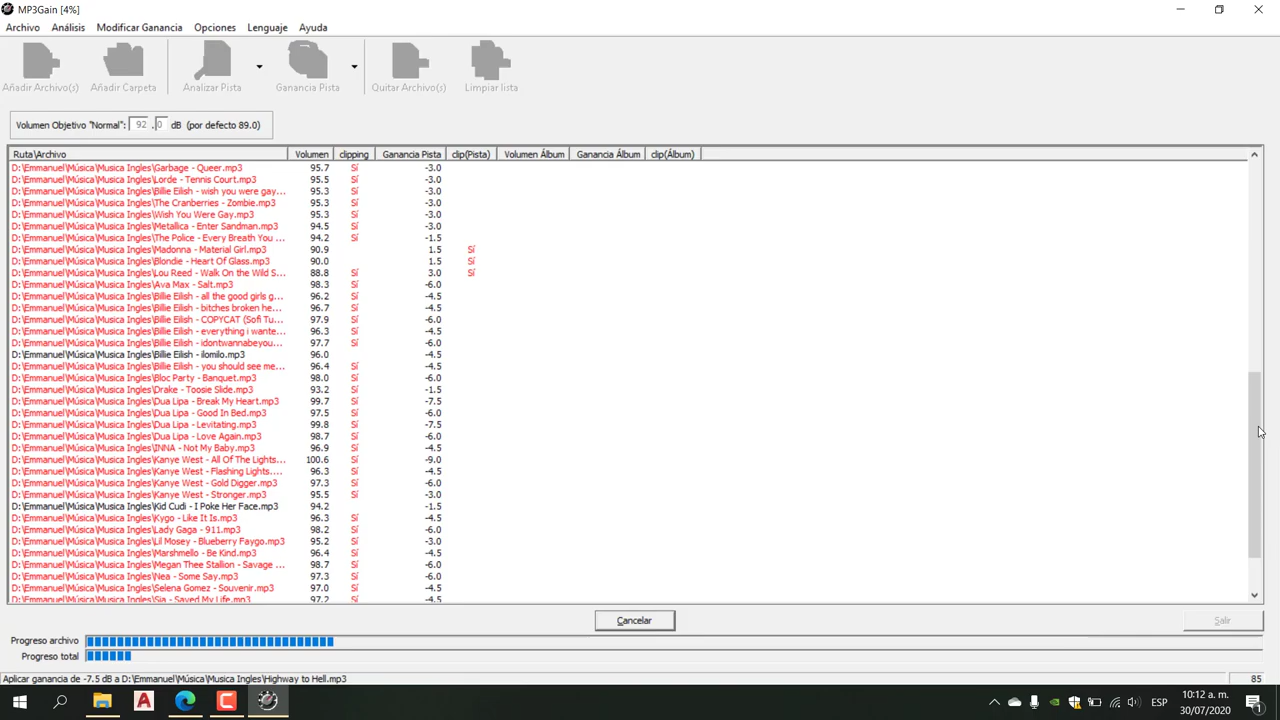 MP3Gain [4%]
Archivo Análisis Modificar Ganancia Opciones Lenguaje Ayuda
Añadir Archivo(s) Añadir Carpeta Analizar Pista Ganancia Pista Quitar Archivo(s) Limpiar lista
Volumen Objetivo "Normal": 92 . 0 dB (por defecto 89.0)
Ruta\Archivo Volumen clipping Ganancia Pista clip(Pista) Volumen Álbum Ganancia Álbum clip(Álbum)
D:\Emmanuel\Música\Musica Ingles\Garbage - Queer.mp3 95.7 Sí -3.0
D:\Emmanuel\Música\Musica Ingles\Lorde - Tennis Court.mp3 95.5 Sí -3.0
D:\Emmanuel\Música\Musica Ingles\Billie Eilish - wish you were gay... 95.3 Sí -3.0
D:\Emmanuel\Música\Musica Ingles\The Cranberries - Zombie.mp3 95.3 Sí -3.0
D:\Emmanuel\Música\Musica Ingles\Wish You Were Gay.mp3 95.3 Sí -3.0
D:\Emmanuel\Música\Musica Ingles\Metallica - Enter Sandman.mp3 94.5 Sí -3.0
D:\Emmanuel\Música\Musica Ingles\The Police - Every Breath You ... 94.2 Sí -1.5
D:\Emmanuel\Música\Musica Ingles\Madonna - Material Girl.mp3 90.9 1.5 Sí
D:\Emmanuel\Música\Musica Ingles\Blondie - Heart Of Glass.mp3 90.0 1.5 Sí
D:\Emmanuel\Música\Musica Ingles\Lou Reed - Walk On the Wild S... 88.8 Sí 3.0 Sí
D:\Emmanuel\Música\Musica Ingles\Ava Max - Salt.mp3 98.3 Sí -6.0
D:\Emmanuel\Música\Musica Ingles\Billie Eilish - all the good girls g... 96.2 Sí -4.5
D:\Emmanuel\Música\Musica Ingles\Billie Eilish - bitches broken he... 96.7 Sí -4.5
D:\Emmanuel\Música\Musica Ingles\Billie Eilish - COPYCAT (Sofi Tu... 97.9 Sí -6.0
D:\Emmanuel\Música\Musica Ingles\Billie Eilish - everything i wante... 96.3 Sí -4.5
D:\Emmanuel\Música\Musica Ingles\Billie Eilish - idontwannabeyou... 97.7 Sí -6.0
D:\Emmanuel\Música\Musica Ingles\Billie Eilish - ilomilo.mp3 96.0 -4.5
D:\Emmanuel\Música\Musica Ingles\Billie Eilish - you should see me... 96.4 Sí -4.5
D:\Emmanuel\Música\Musica Ingles\Bloc Party - Banquet.mp3 98.0 Sí -6.0
D:\Emmanuel\Música\Musica Ingles\Drake - Toosie Slide.mp3 93.2 Sí -1.5
D:\Emmanuel\Música\Musica Ingles\Dua Lipa - Break My Heart.mp3 99.7 Sí -7.5
D:\Emmanuel\Música\Musica Ingles\Dua Lipa - Good In Bed.mp3 97.5 Sí -6.0
D:\Emmanuel\Música\Musica Ingles\Dua Lipa - Levitating.mp3 99.8 Sí -7.5
D:\Emmanuel\Música\Musica Ingles\Dua Lipa - Love Again.mp3 98.7 Sí -6.0
D:\Emmanuel\Música\Musica Ingles\INNA - Not My Baby.mp3 96.9 Sí -4.5
D:\Emmanuel\Música\Musica Ingles\Kanye West - All Of The Lights... 100.6 Sí -9.0
D:\Emmanuel\Música\Musica Ingles\Kanye West - Flashing Lights.... 96.3 Sí -4.5
D:\Emmanuel\Música\Musica Ingles\Kanye West - Gold Digger.mp3 97.3 Sí -6.0
D:\Emmanuel\Música\Musica Ingles\Kanye West - Stronger.mp3 95.5 Sí -3.0
D:\Emmanuel\Música\Musica Ingles\Kid Cudi - I Poke Her Face.mp3 94.2 -1.5
D:\Emmanuel\Música\Musica Ingles\Kygo - Like It Is.mp3 96.3 Sí -4.5
D:\Emmanuel\Música\Musica Ingles\Lady Gaga - 911.mp3 98.2 Sí -6.0
D:\Emmanuel\Música\Musica Ingles\Lil Mosey - Blueberry Faygo.mp3 95.2 Sí -3.0
D:\Emmanuel\Música\Musica Ingles\Marshmello - Be Kind.mp3 96.4 Sí -4.5
D:\Emmanuel\Música\Musica Ingles\Megan Thee Stallion - Savage ... 98.7 Sí -6.0
D:\Emmanuel\Música\Musica Ingles\Nea - Some Say.mp3 97.3 Sí -6.0
D:\Emmanuel\Música\Musica Ingles\Selena Gomez - Souvenir.mp3 97.0 Sí -4.5
D:\Emmanuel\Música\Musica Ingles\Sia - Saved My Life.mp3 97.2 Sí -4.5
Cancelar Salir
Progreso archivo
Progreso total
Aplicar ganancia de -7.5 dB a D:\Emmanuel\Música\Musica Ingles\Highway to Hell.mp3 85
ESP 10:12 a. m.
30/07/2020 1